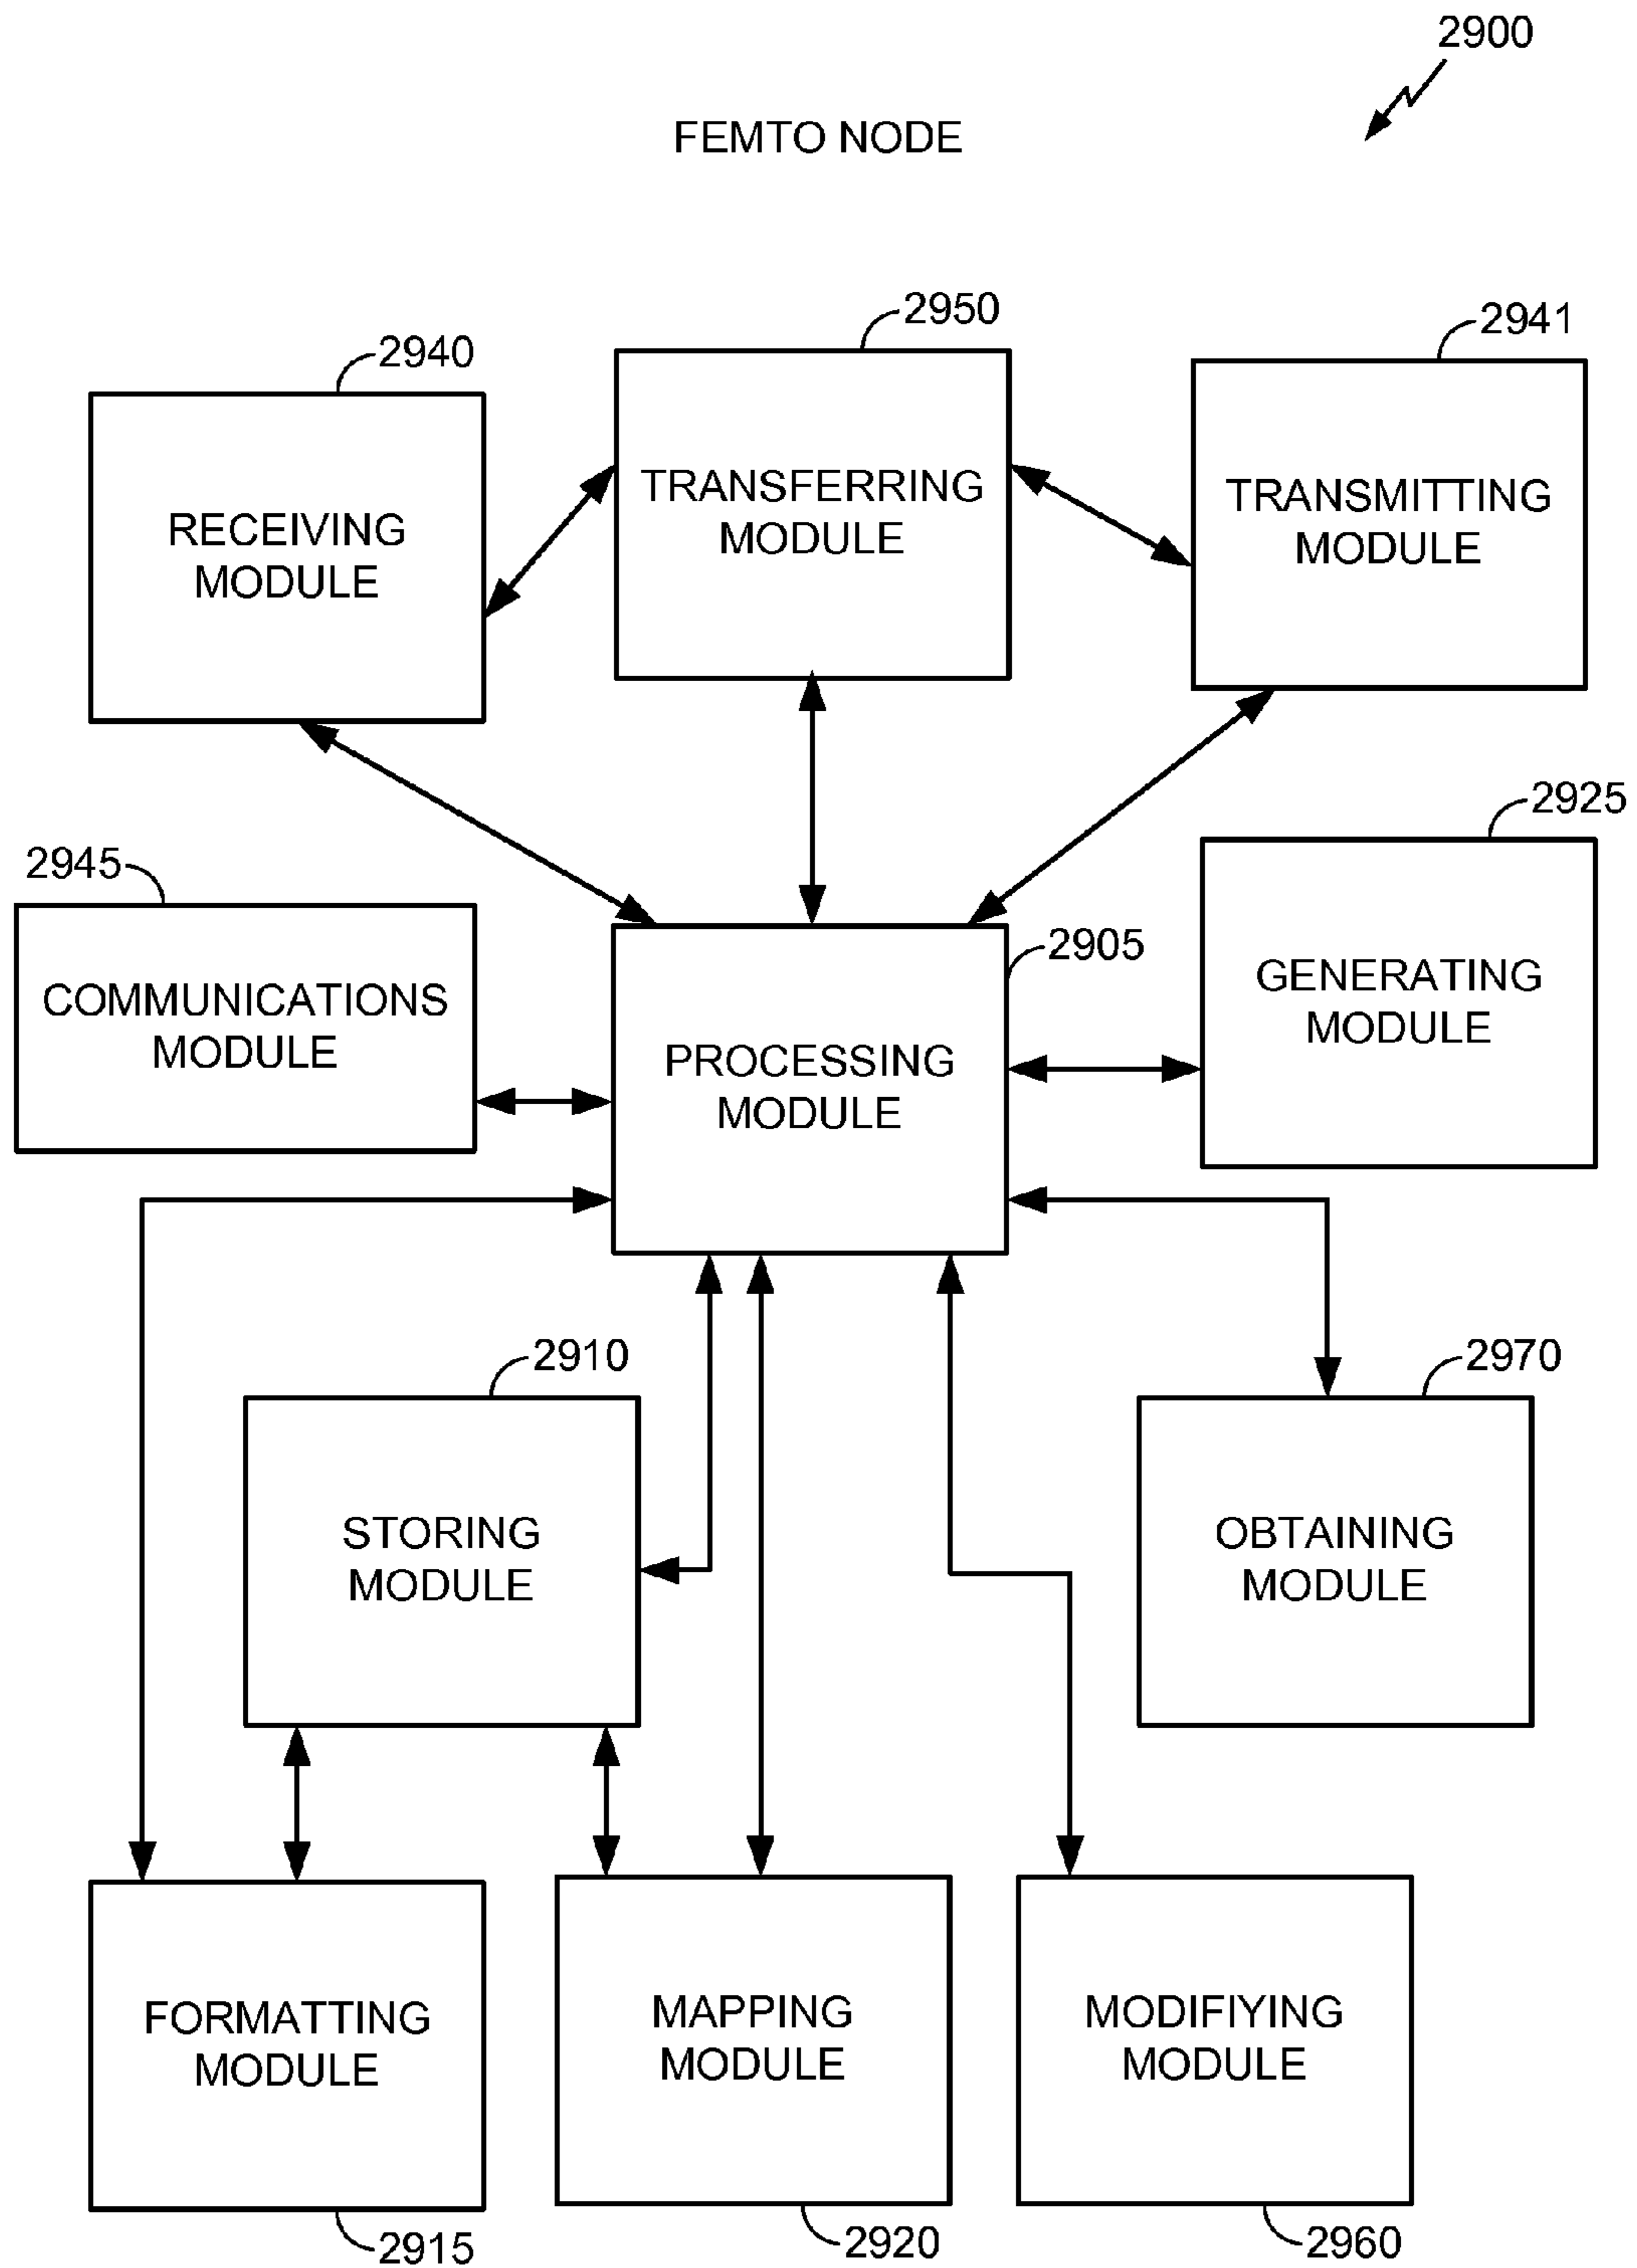 2900
FEMTO NODE
2950
2941
2940
TRANSFERRING
MODULE
TRANSMITTING
MODULE
RECEIVING
MODULE
2925
2945
2905
GENERATING
MODULE
COMMUNICATIONS
MODULE
PROCESSING
MODULE
2910
2970
STORING
MODULE
OBTAINING
MODULE
FORMATTING
MODULE
MAPPING
MODULE
MODIFIYING
MODULE
2915
2920
2960